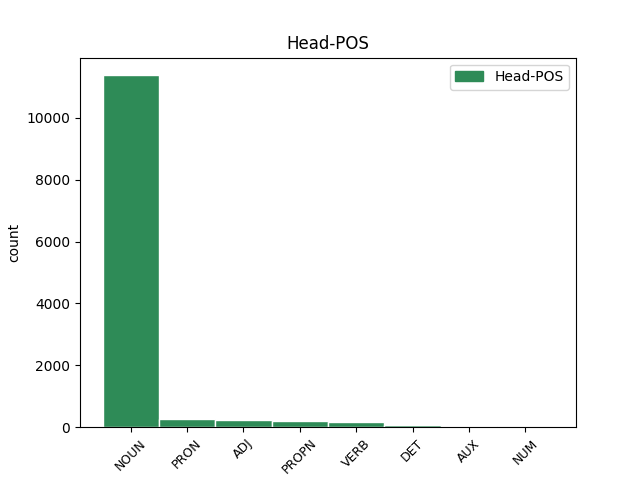 Head-POS
Head-POS
count
10000
8000
6000
4000
2000
0
NOUN PRON ADJ PROPN VERB DET AUX NUM